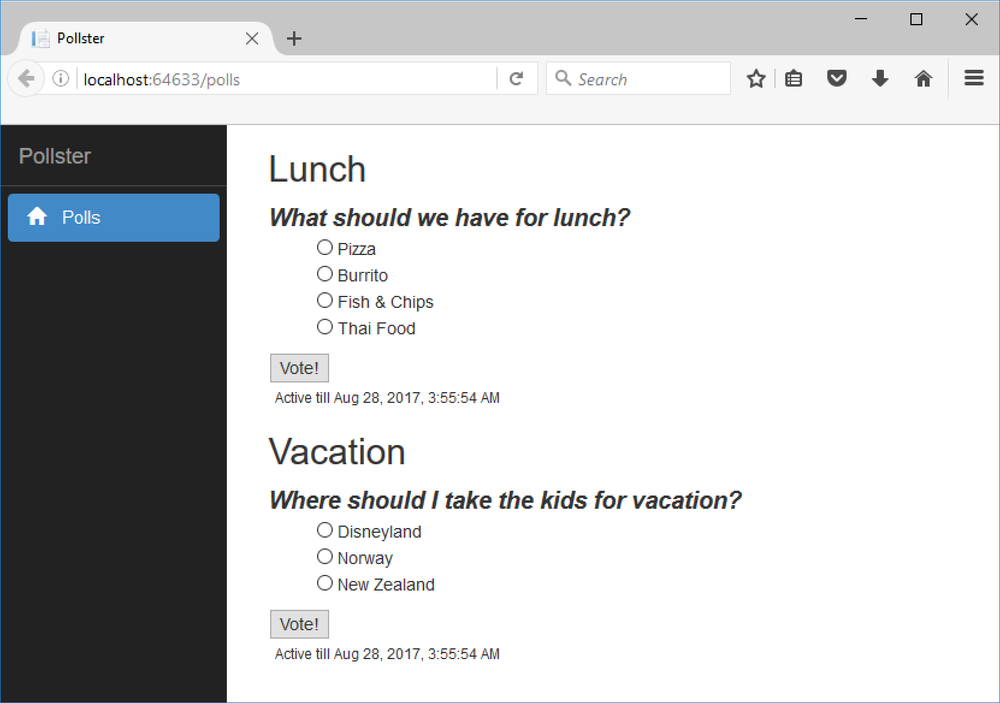 Pollster
localhost:64633/polls
Search
Pollster
Polls
Lunch
What should we have for lunch?
Pizza
Burrito
Fish & Chips
Thai Food
Vote!
Active till Aug 28, 2017, 3:55:54 AM
Vacation
Where should I take the kids for vacation?
Disneyland
Norway
New Zealand
Vote!
Active till Aug 28, 2017, 3:55:54 AM